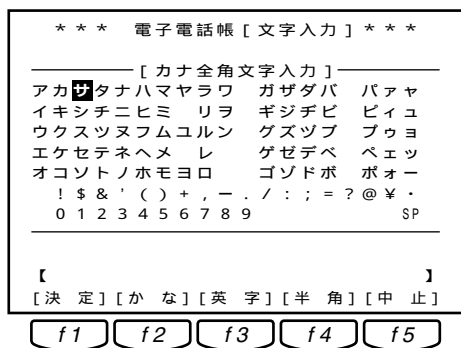 ＊＊＊ 電子電話帳［文字入力］＊＊＊
［カナ全角文字入力］
アカサタナハマヤラワ ガザダバ パァャ
イキシチニヒミ リヲ ギジヂビ ピィュ
ウクスツヌフムユルン グズヅブ プゥョ
エケセテネヘメ レ ゲゼデベ ペェッ
オコソトノホモヨロ ゴゾドボ ポォー
！＄＆’（）＋，－．／：；＝？＠￥・
０１２３４５６７８９ SP
【 】
［決 定］［か な］［英 字］［半 角］［中 止］
f1 f2 f3 f4 f5